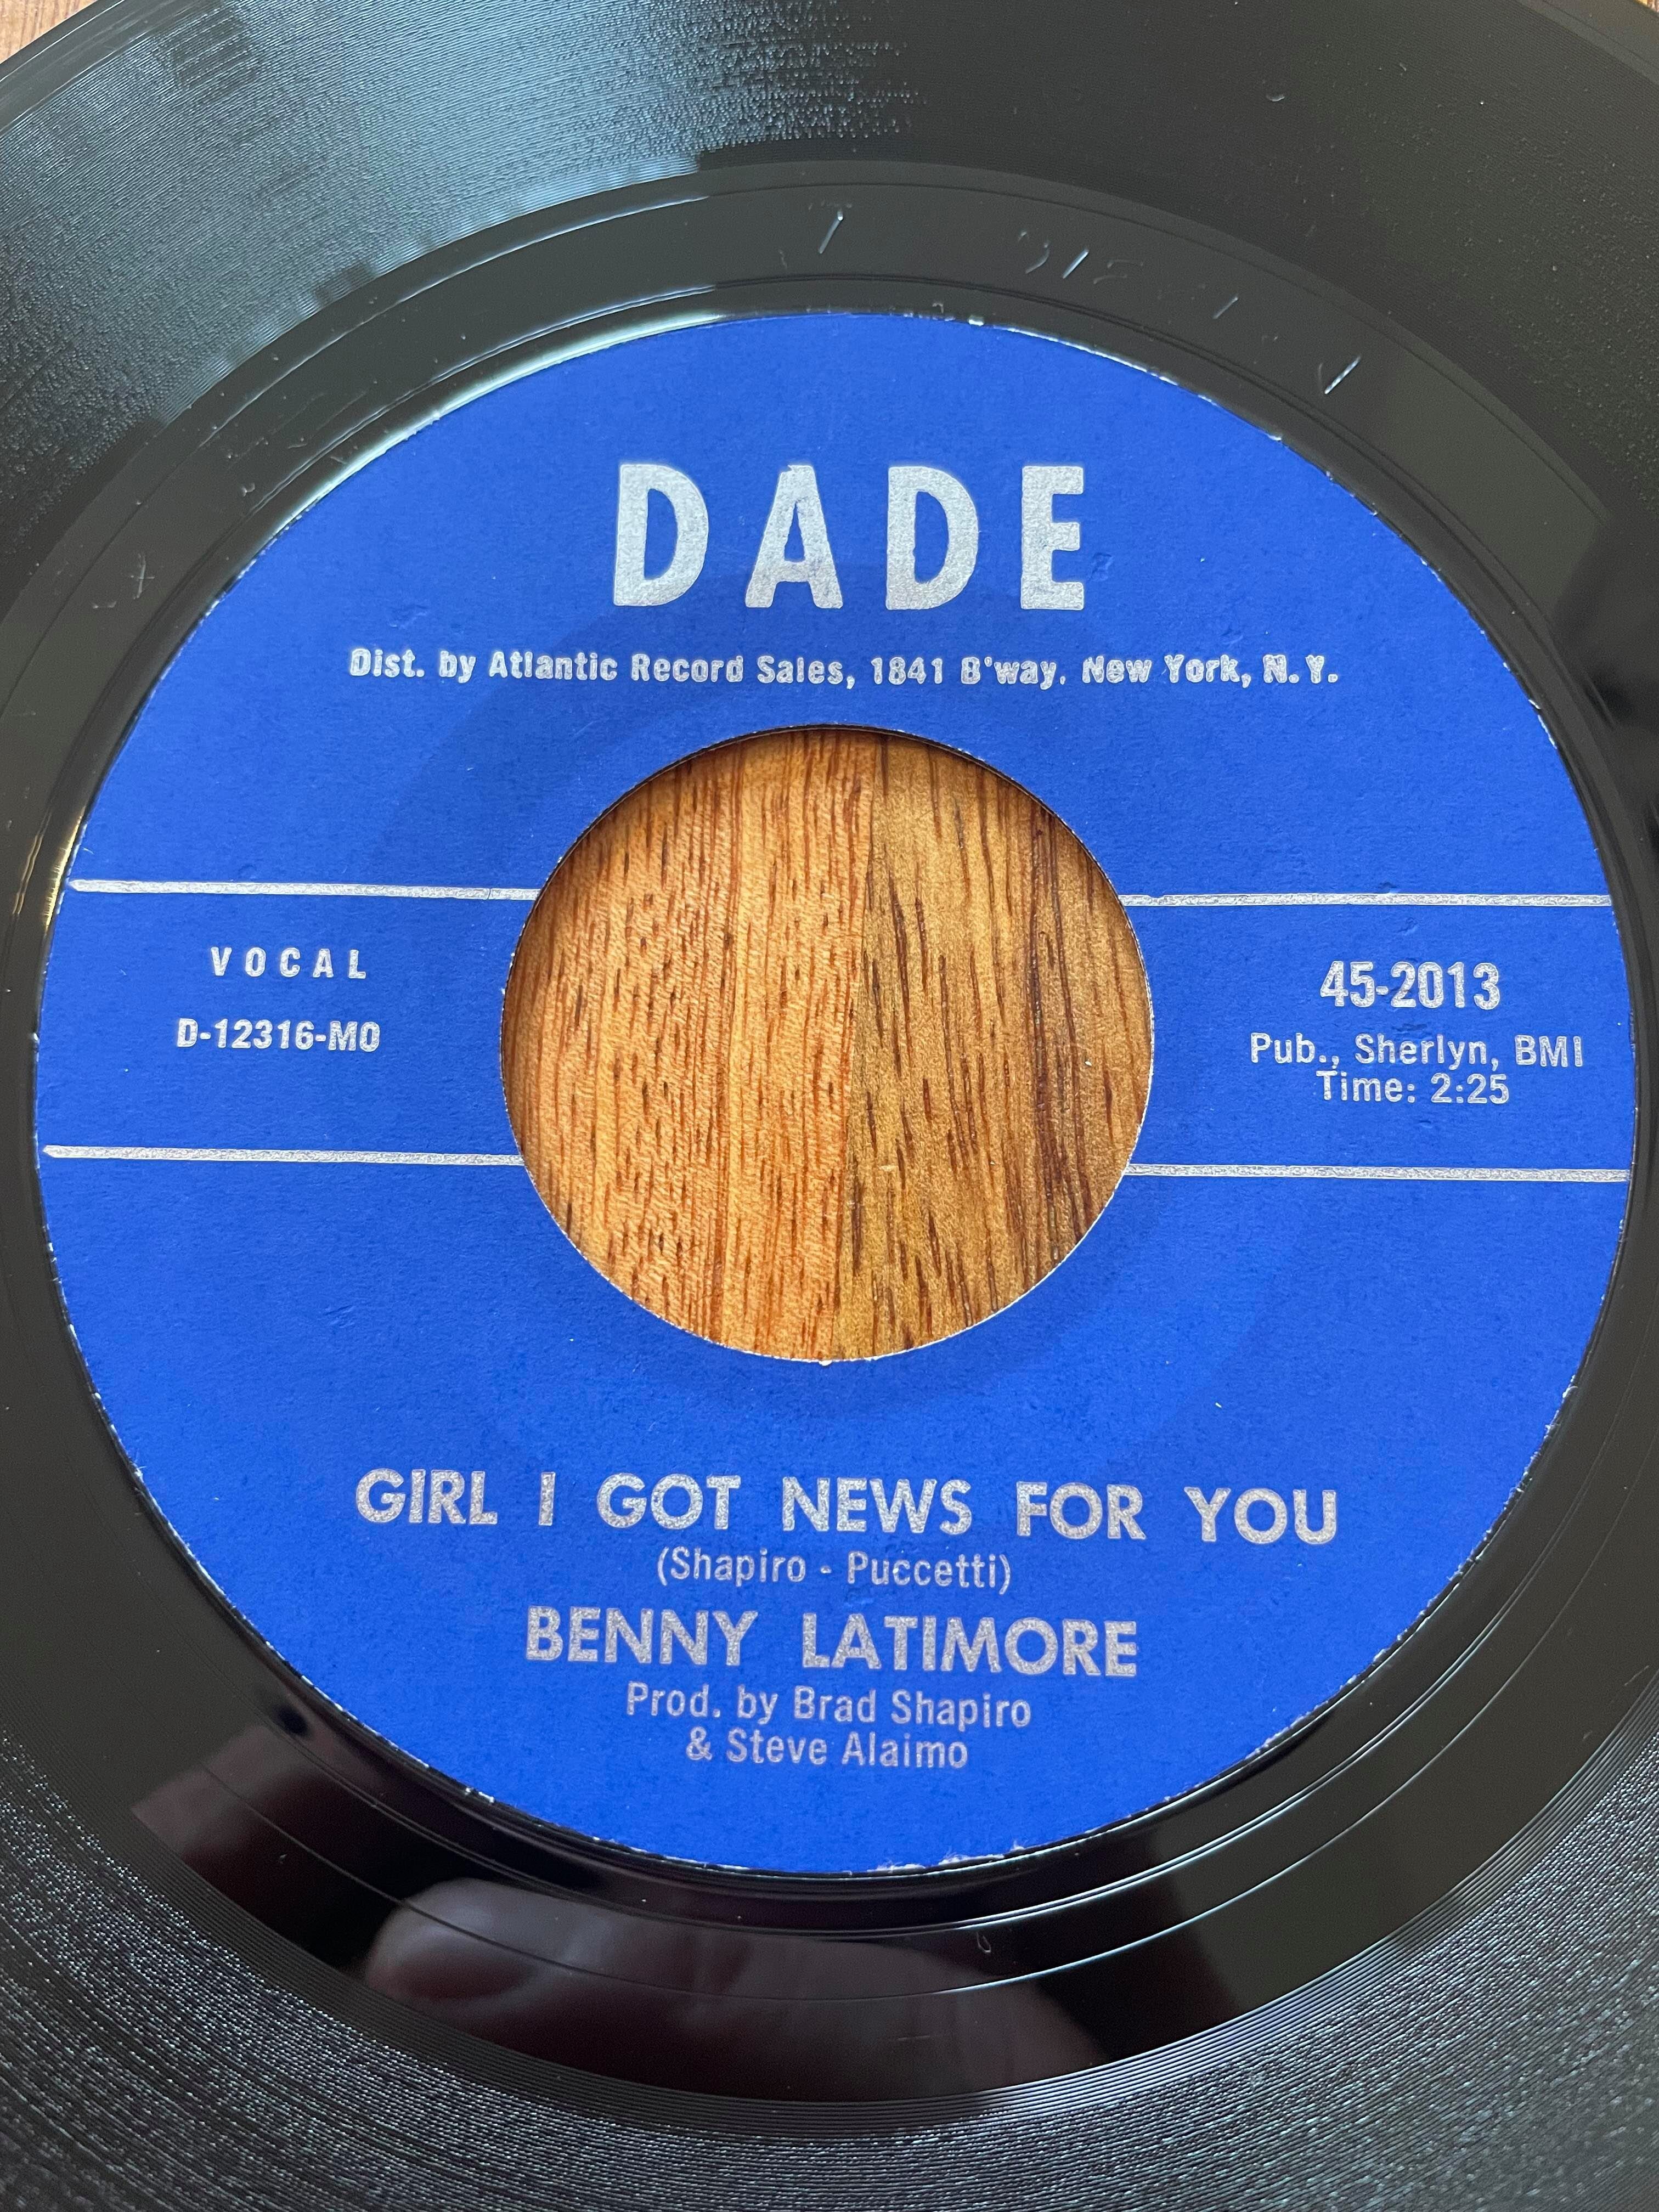 DADE
Dist. by Atlantic Record Sales, 1841 B'way, New York, N.Y.
VOCAL
D-12316-MO
45-2013
Pub., Sherlyn, BMI
Time: 2:25
GIRL I GOT NEWS FOR YOU
(Shapiro - Puccetti)
BENNY LATIMORE
Prod. by Brad Shapiro
& Steve Alaimo